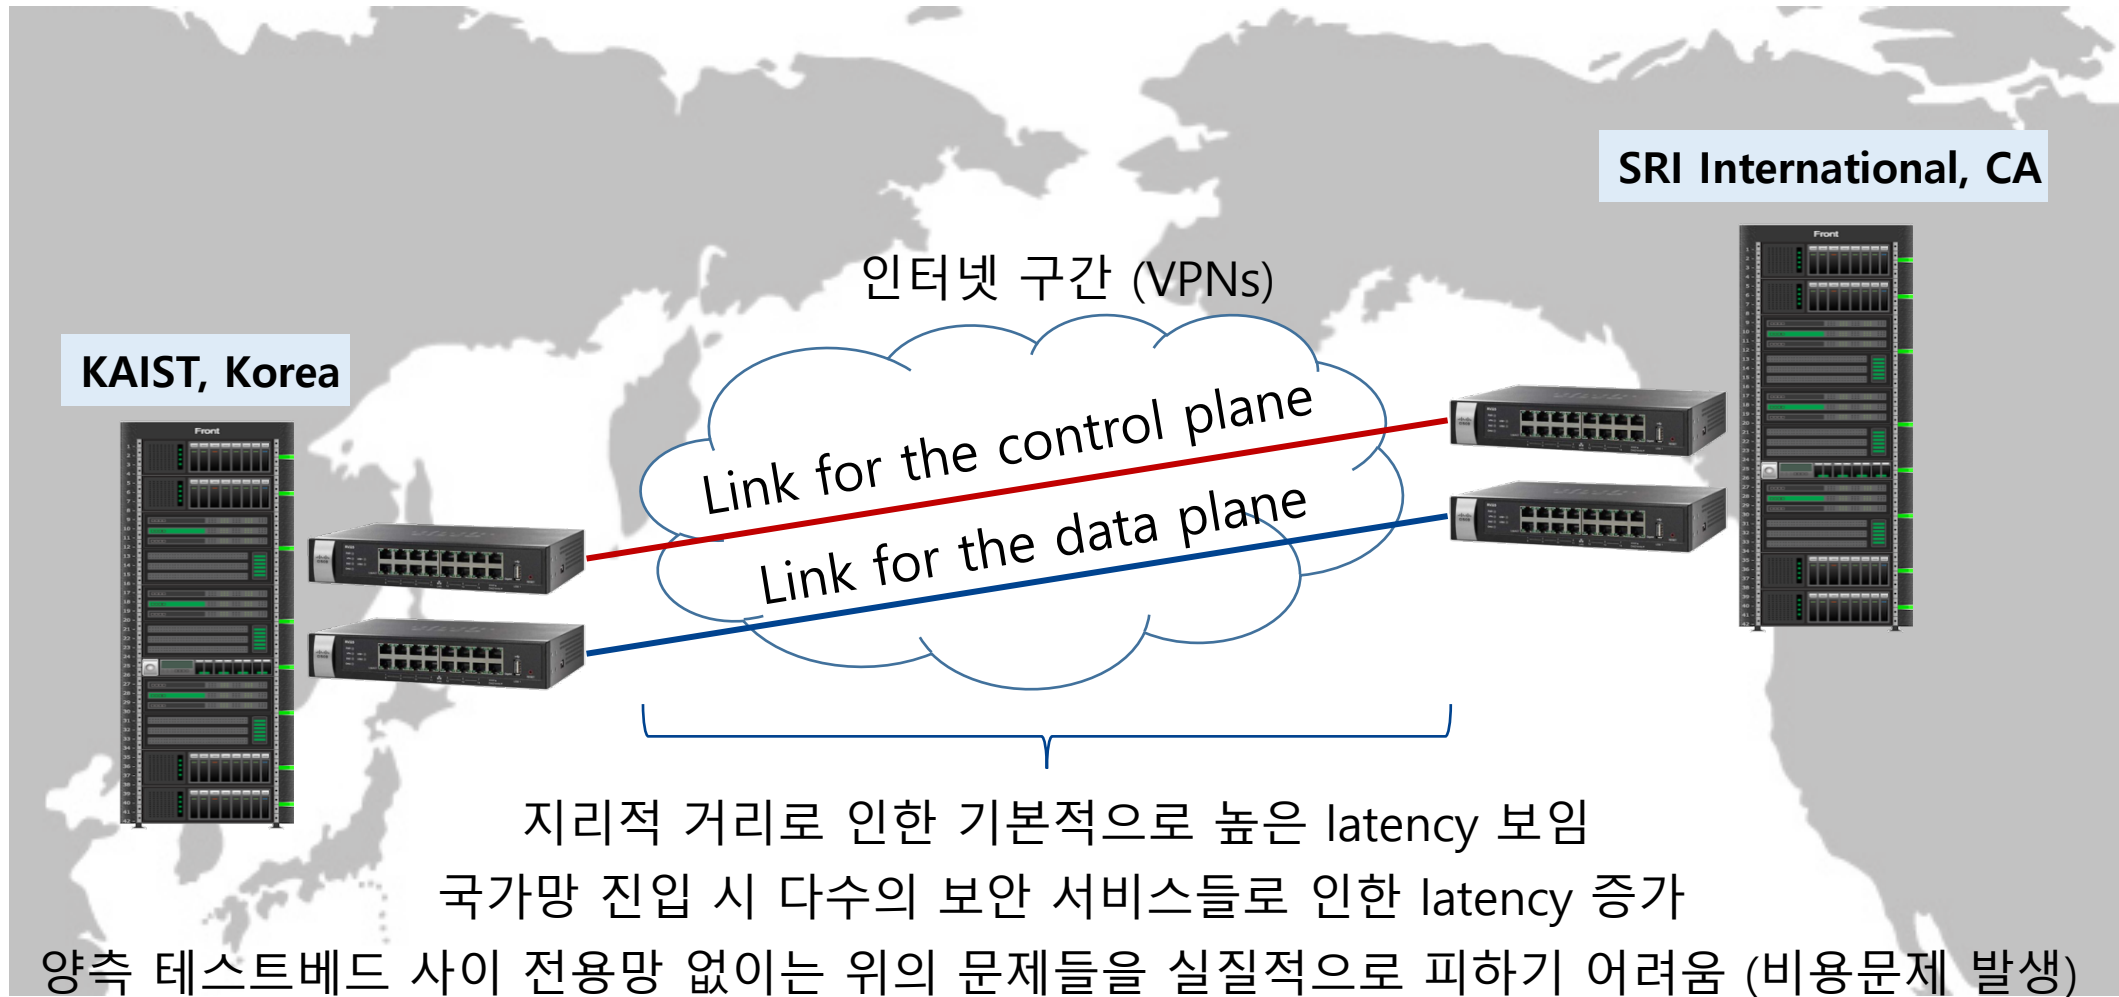 SRI International, CA
Front
인터넷 구간 (VPNs)
KAIST, Korea
Front
Link for the control plane
Link for the data plane
지리적 거리로 인한 기본적으로 높은 latency 보임
국가망 진입 시 다수의 보안 서비스들로 인한 latency 증가
양측 테스트베드 사이 전용망 없이는 위의 문제들을 실질적으로 피하기 어려움 (비용문제 발생)